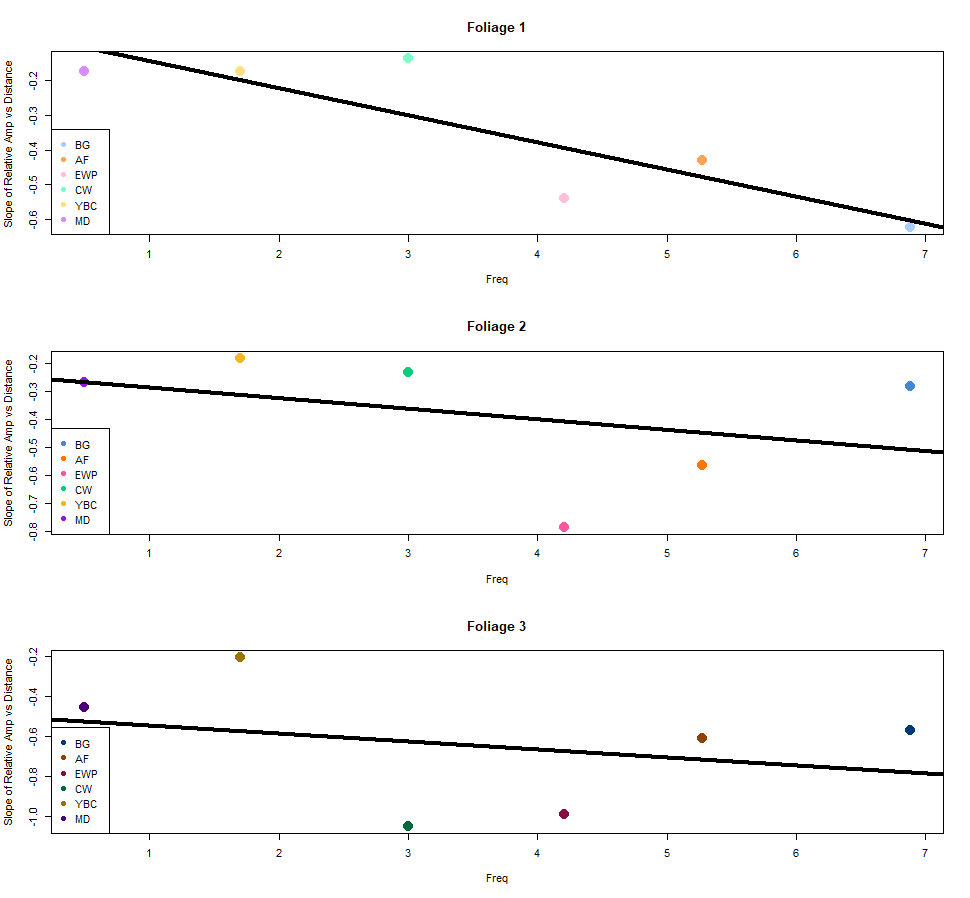 Foliage 1
Slope of Relative Amp vs Distance
-0.2
-0.3
-0.4
-0.5
-0.6
BG
AF
EWP
CW
YBC
MD
1 2 3 4 5 6 7
Freq
Foliage 2
Slope of Relative Amp vs Distance
-0.2
-0.3
-0.4
-0.5
-0.6
-0.7
-0.8
BG
AF
EWP
CW
YBC
MD
1 2 3 4 5 6 7
Freq
Foliage 3
Slope of Relative Amp vs Distance
-0.2
-0.4
-0.6
-0.8
-1.0
BG
AF
EWP
CW
YBC
MD
1 2 3 4 5 6 7
Freq